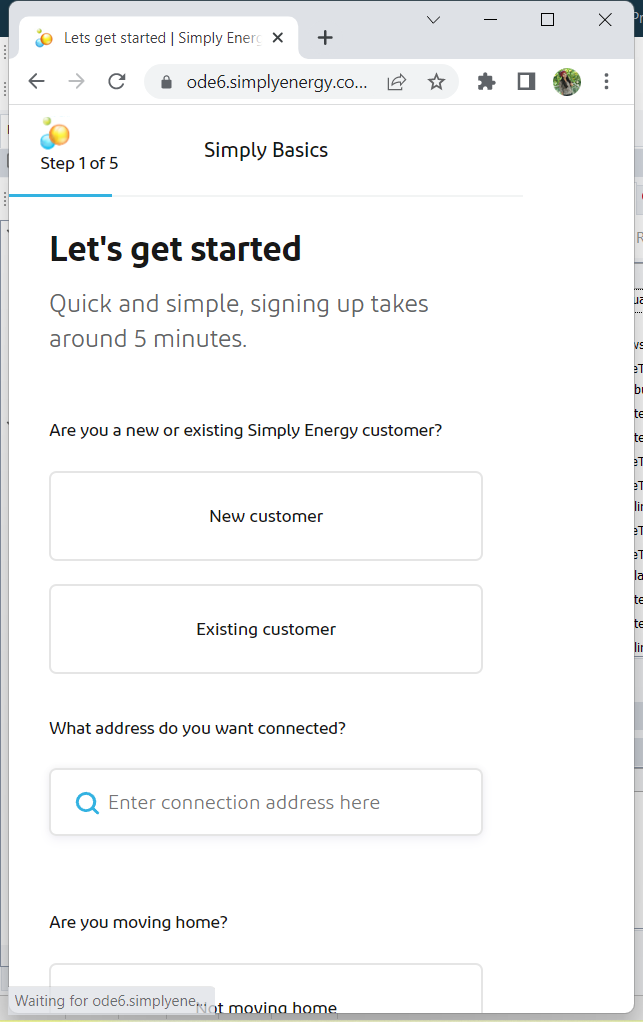 Lets get started | Simply Energ
ode6.simplyenergy.co...
Step 1 of 5
Simply Basics
Let's get started
Quick and simple, signing up takes
around 5 minutes.
Are you a new or existing Simply Energy customer?
New customer
Existing customer
What address do you want connected?
Enter connection address here
Are you moving home?
Not moving home
Waiting for ode6.simplyene...